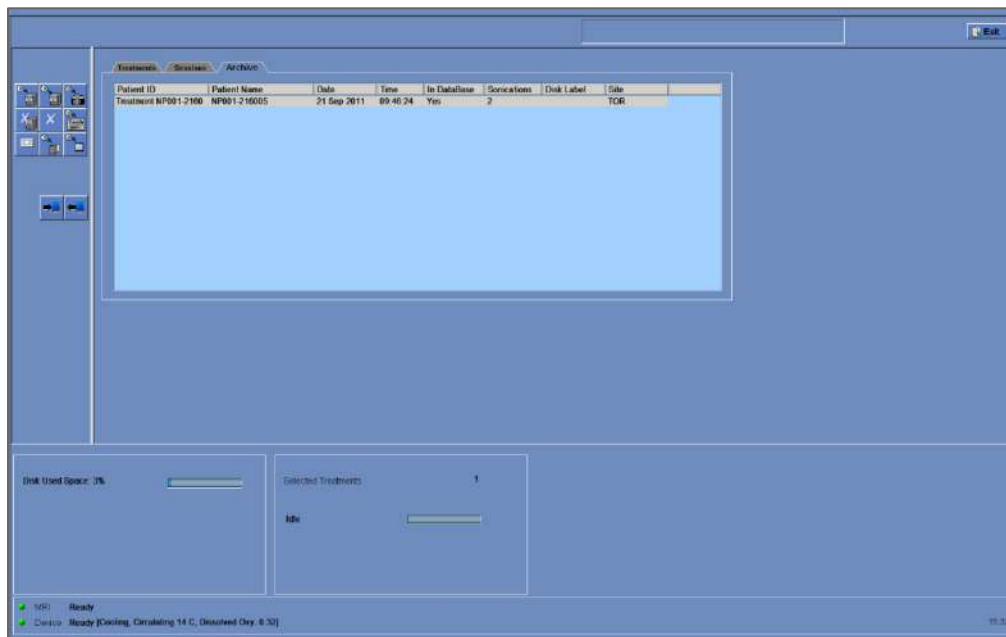 Exit
Treatments Sessions Archive
Patient ID Patient Name Date Time In DataBase Sonications Disk Label Site
Treatment NP001-2160 NP001-216005 21 Sep 2011 09:46:24 Yes 2 TOR
Disk Used Space: 3%
Selected Treatments 1
Idle
MRI Ready
Device Ready [Cooling, Circulating 14 C, Dissolved Oxy. 0.32]